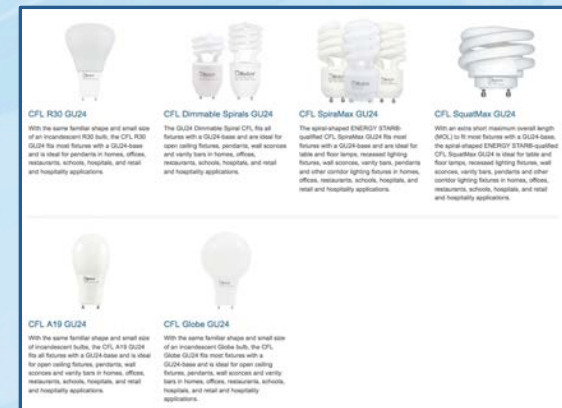 CFL R30 GU24
With the same familiar shape and small size
of an incandescent R30 bulb, the CFL R30
GU24 fits most fixtures with a GU24-base
and is ideal for pendants in homes, offices,
restaurants, schools, hospitals, and retail
and hospitality applications.
CFL Dimmable Spirals GU24
The GU24 Dimmable Spiral CFL fits all
fixtures with a GU24-base and are ideal for
open ceiling fixtures, pendants, wall sconces
and vanity bars in homes, offices,
restaurants, schools, hospitals, and retail
and hospitality applications.
CFL SpiraMax GU24
The spiral-shaped ENERGY STAR®-
qualified CFL SpiraMax GU24 fits most
fixtures with a GU24-base and are ideal for
table and floor lamps, recessed lighting
fixtures, wall sconces, vanity bars, pendants
and other corridor lighting fixtures in homes,
offices, restaurants, schools, hospitals, and
retail and hospitality applications.
CFL SquatMax GU24
With an extra short maximum overall length
(MOL) to fit most fixtures with a GU24-base,
the spiral-shaped ENERGY STAR®-qualified
CFL SquatMax GU24 is ideal for table and
floor lamps, recessed lighting fixtures, wall
sconces, vanity bars, pendants and other
corridor lighting fixtures in homes, offices,
restaurants, schools, hospitals, and retail
and hospitality applications.
CFL A19 GU24
With the same familiar shape and small size
of incandescent bulbs, the CFL A19 GU24
fits all fixtures with a GU24-base and is ideal
for open ceiling fixtures, pendants, wall
sconces and vanity bars in homes, offices,
restaurants, schools, hospitals, and retail
and hospitality applications.
CFL Globe GU24
With the same familiar shape and small size
of an incandescent Globe bulb, the CFL
Globe GU24 fits most fixtures with a
GU24-base and is ideal for open ceiling
fixtures, pendants, wall sconces and vanity
bars in homes, offices, restaurants, schools,
hospitals, and retail and hospitality
applications.